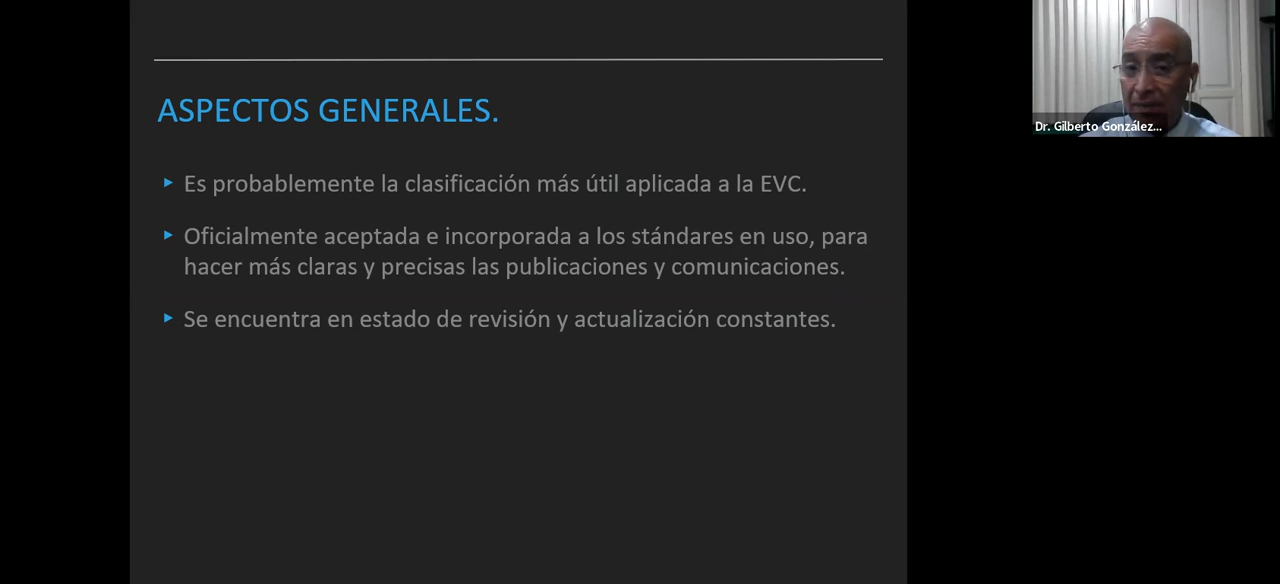 ASPECTOS GENERALES.
Es probablemente la clasificación más útil aplicada a la EVC.
Oficialmente aceptada e incorporada a los stándares en uso, para
hacer más claras y precisas las publicaciones y comunicaciones.
Se encuentra en estado de revisión y actualización constantes.
Dr. Gilberto González...